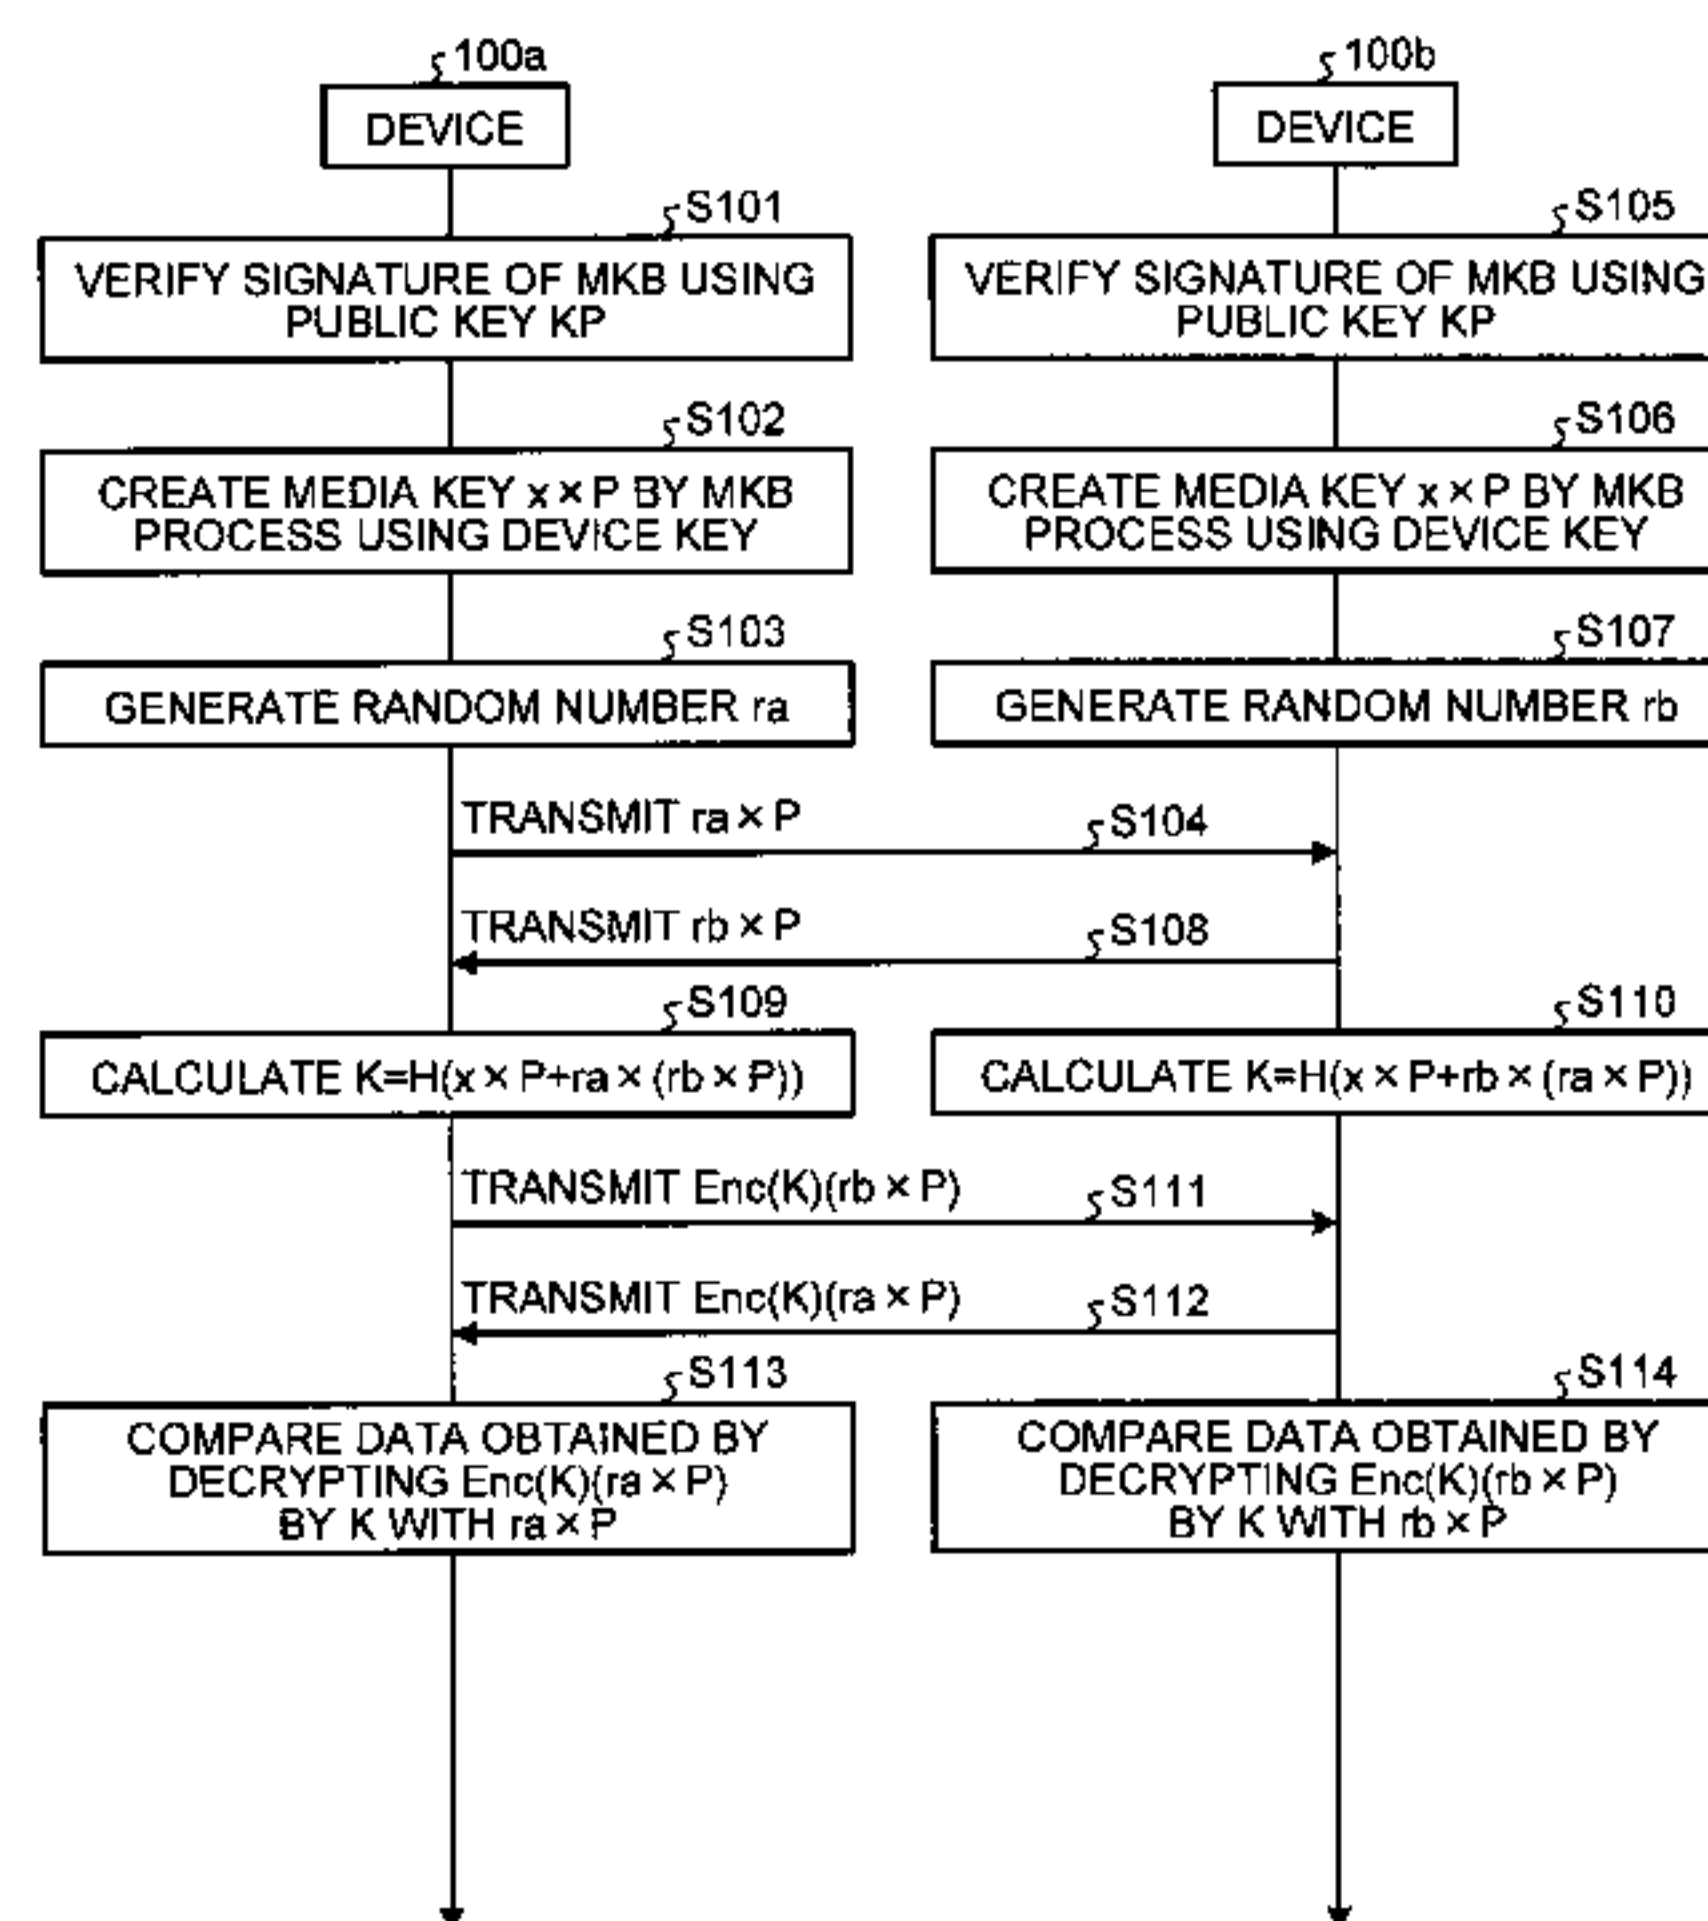 100a
100b
DEVICE
DEVICE
S101
S105
VERIFY SIGNATURE OF MKB USING
PUBLIC KEY KP
VERIFY SIGNATURE OF MKB USING
PUBLIC KEY KP
S102
S106
CREATE MEDIA KEY x × P BY MKB
PROCESS USING DEVICE KEY
CREATE MEDIA KEY x × P BY MKB
PROCESS USING DEVICE KEY
S103
S107
GENERATE RANDOM NUMBER ra
GENERATE RANDOM NUMBER rb
TRANSMIT ra × P
S104
TRANSMIT rb × P
S108
S109
S110
CALCULATE K=H(x × P+ra × (rb × P))
CALCULATE K=H(x × P+rb × (ra × P))
TRANSMIT Enc(K)(rb × P)
S111
TRANSMIT Enc(K)(ra × P)
S112
S113
S114
COMPARE DATA OBTAINED BY
DECRYPTING Enc(K)(ra × P)
BY K WITH ra × P
COMPARE DATA OBTAINED BY
DECRYPTING Enc(K)(rb × P)
BY K WITH rb × P